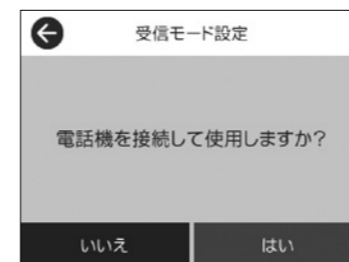 受信モード設定
電話機を接続して使用しますか?
いいえ
はい